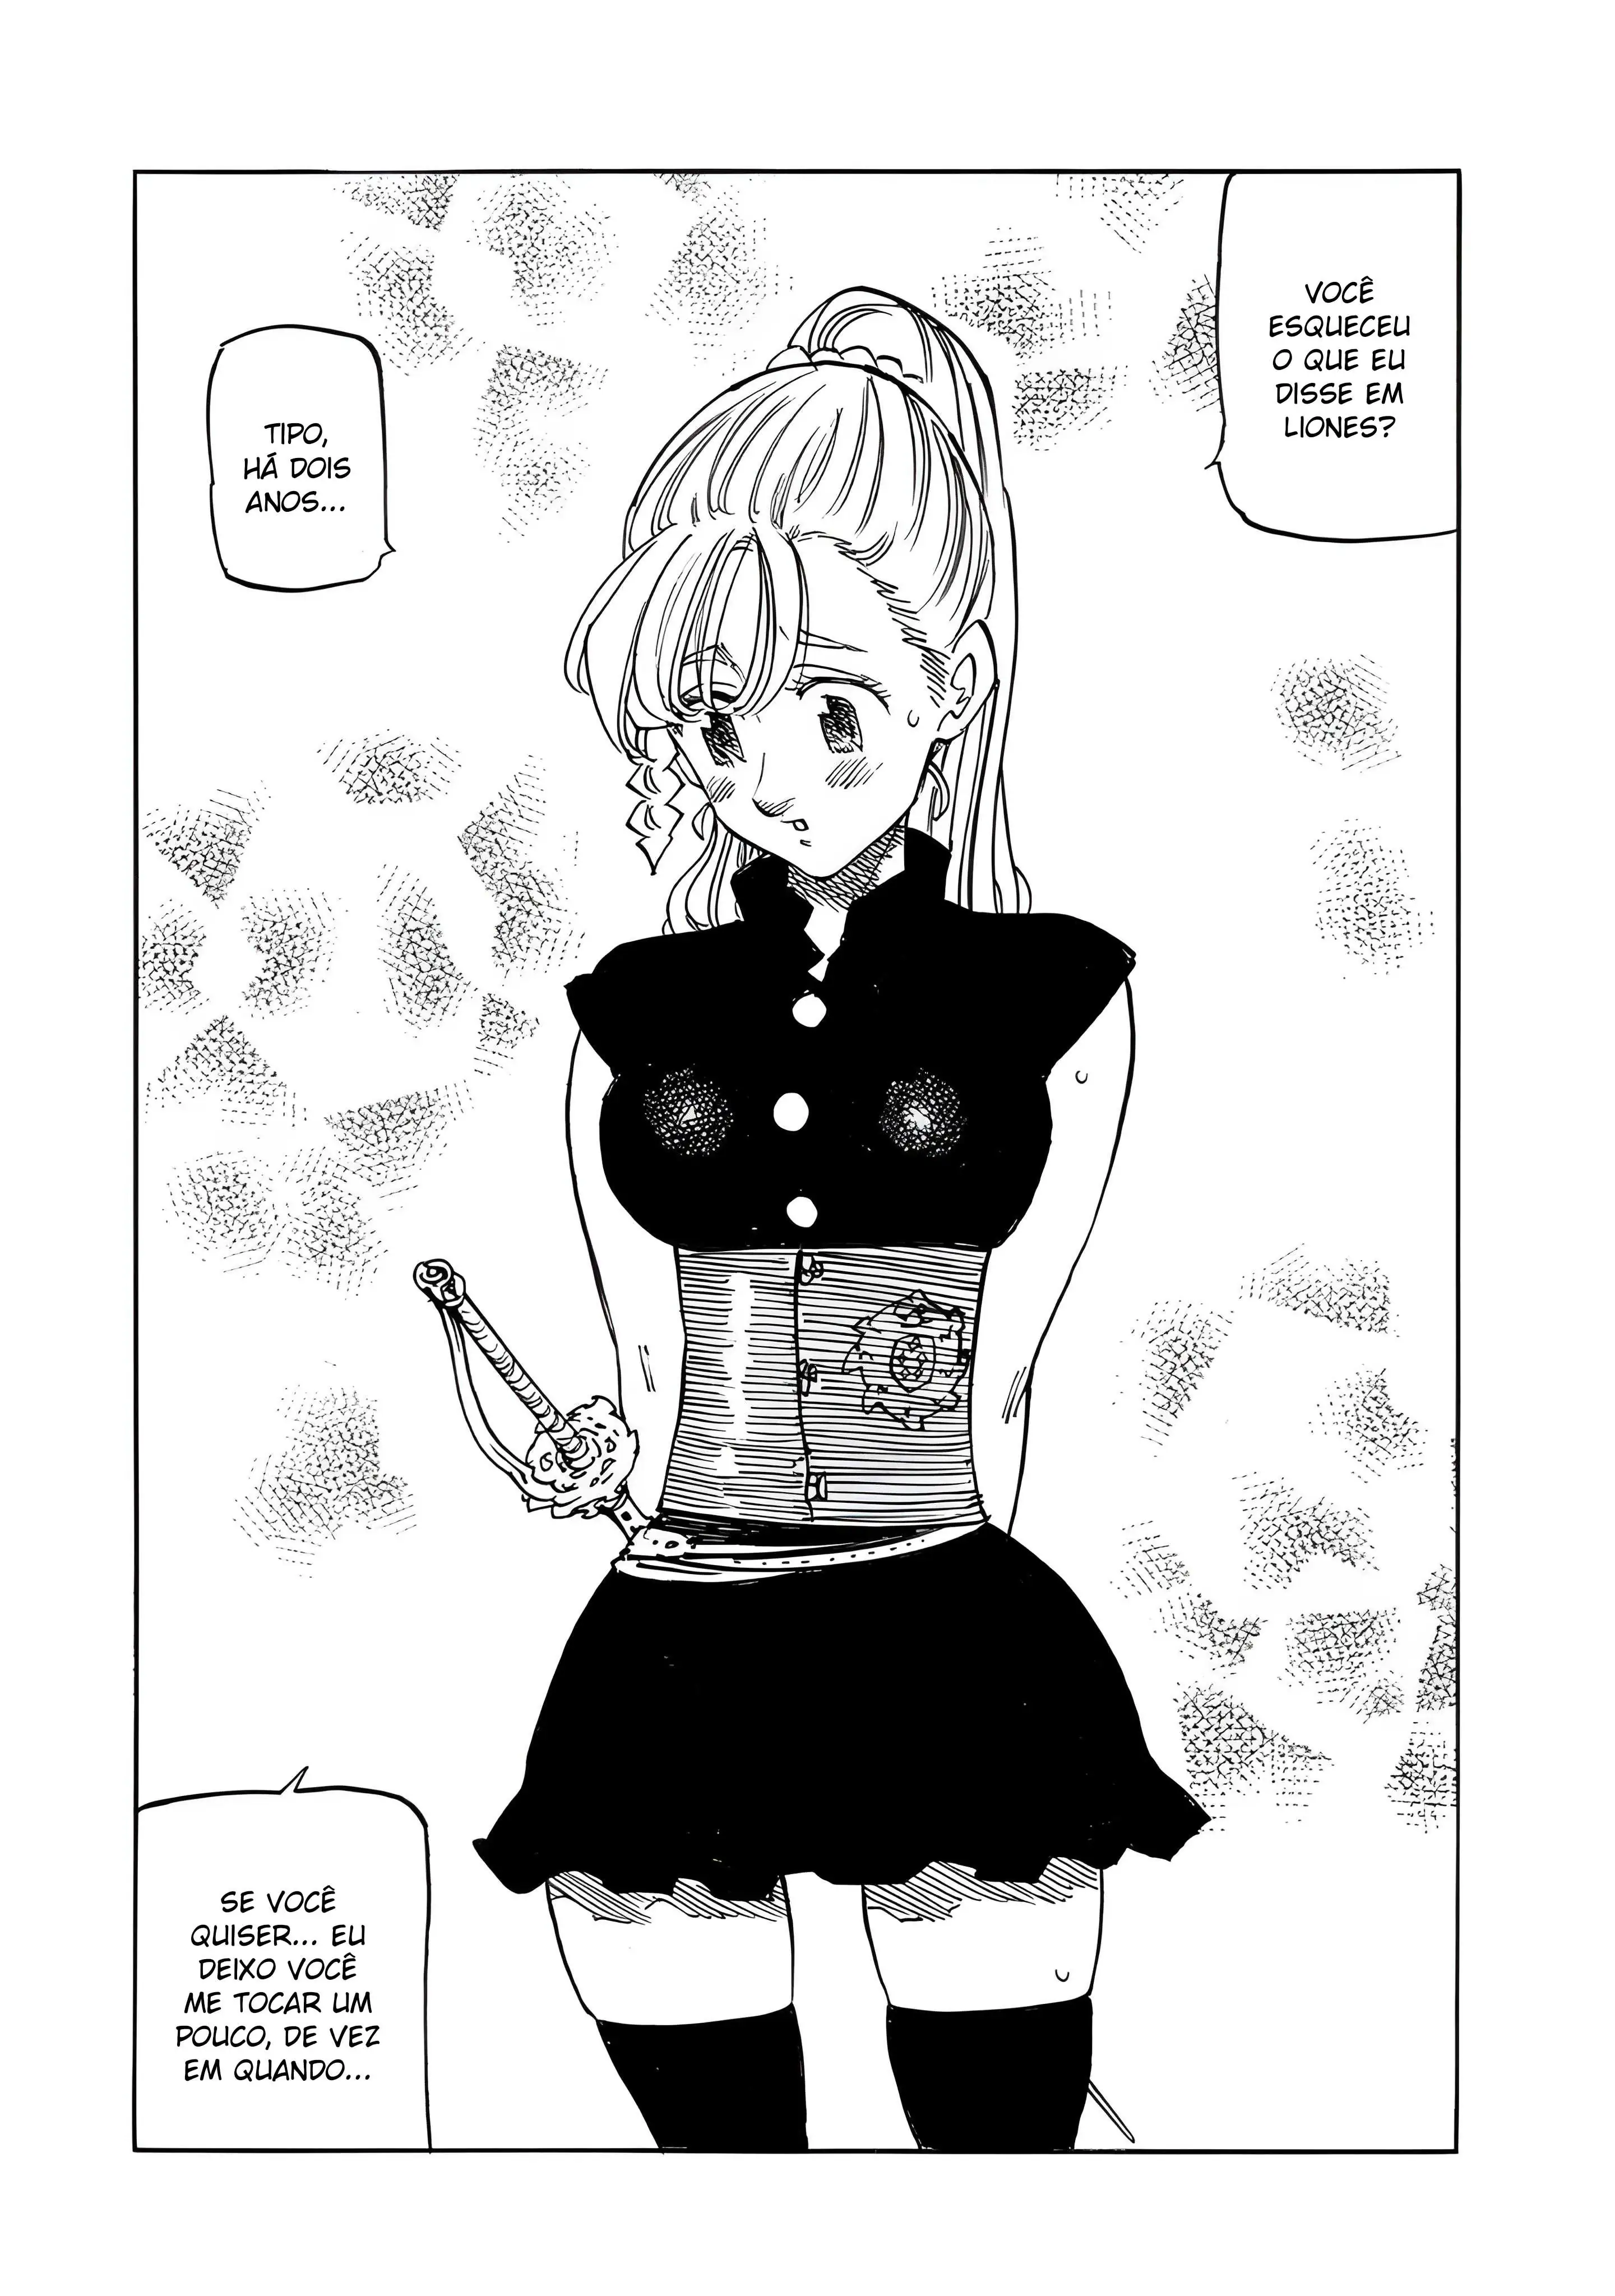 VOCÊ
ESQUECEU
O QUE EU
DISSE EM
LIONES?
TIPO,
HÁ DOIS
ANOS...
SE VOCÊ
QUISER... EU
DEIXO VOCÊ
ME TOCAR UM
POUCO, DE VEZ
EM QUANDO...